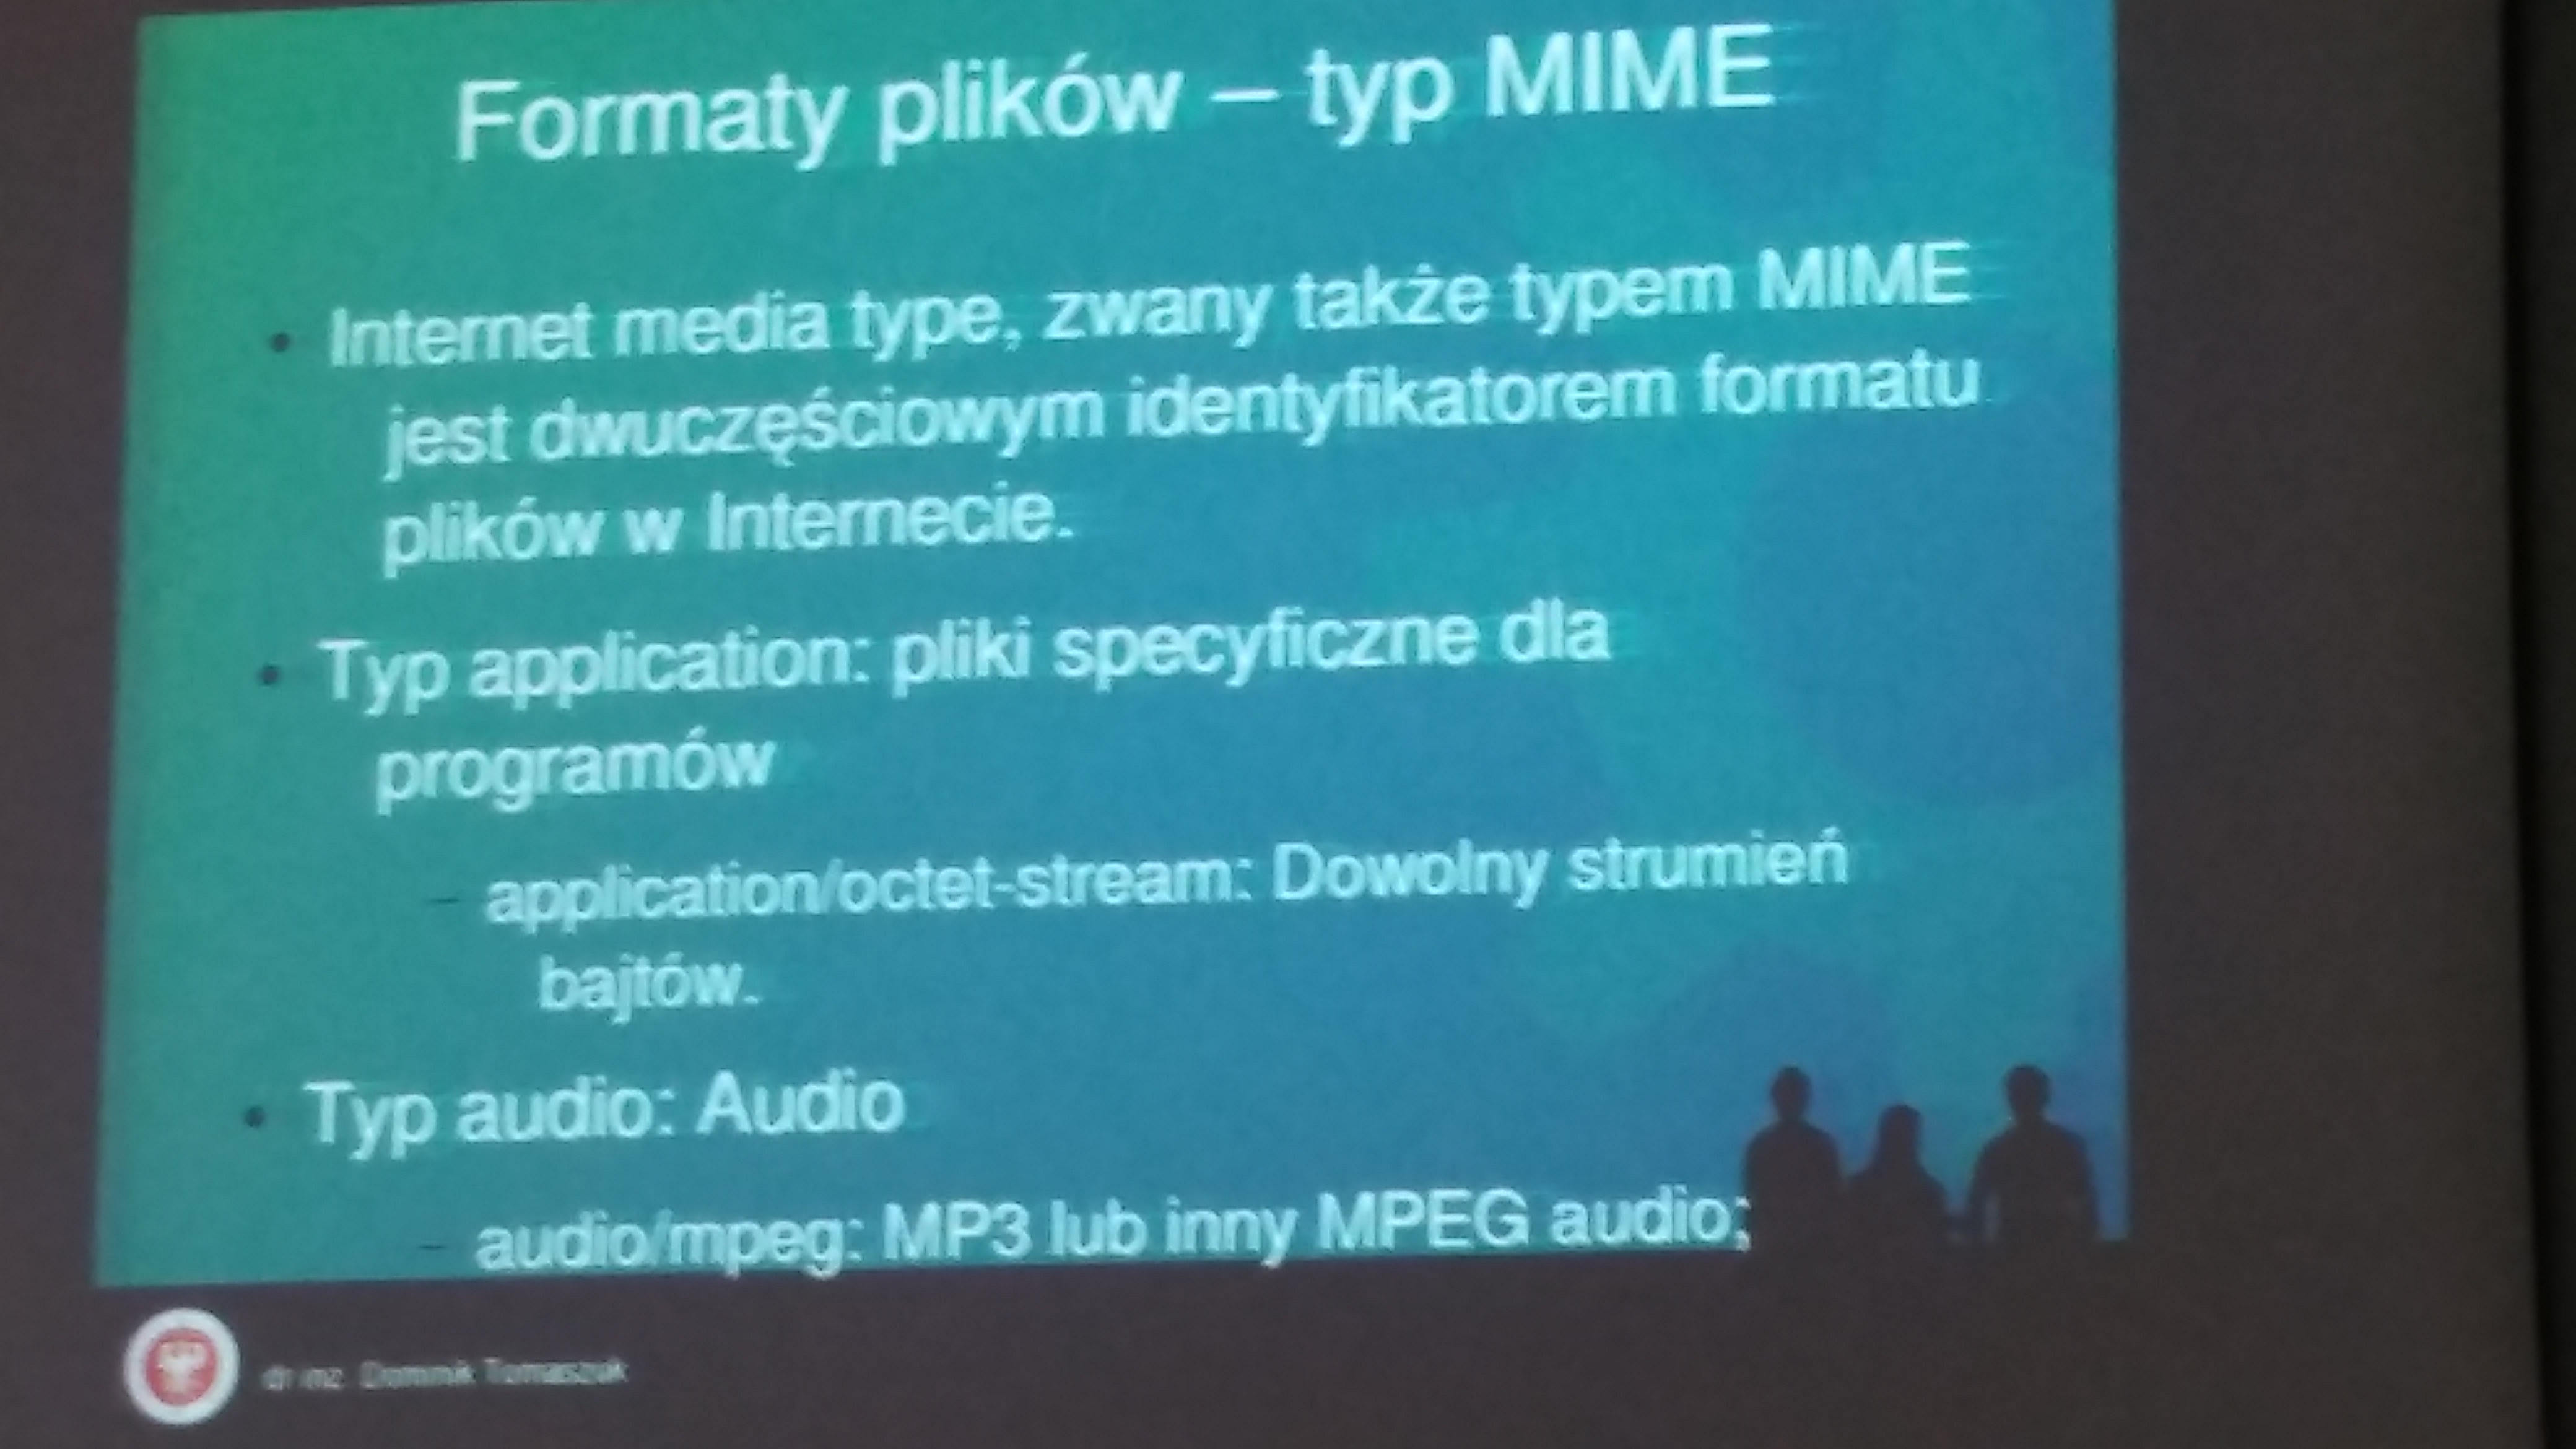 Formaty plików – typ MIME
• Internet media type, zwany także typem MIME
jest dwuczęściowym identyfikatorem formatu
plików w Internecie.
• Typ application: pliki specyficzne dla
programów
– application/octet-stream: Dowolny strumień
bajtów.
• Typ audio: Audio
– audio/mpeg: MP3 lub inny MPEG audio;
dr inż. Dominik Tomaszuk